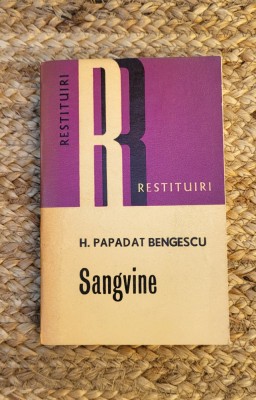 RESTITUIRI
R
RESTITUIRI
H. PAPADAT BENGESCU
Sangvine